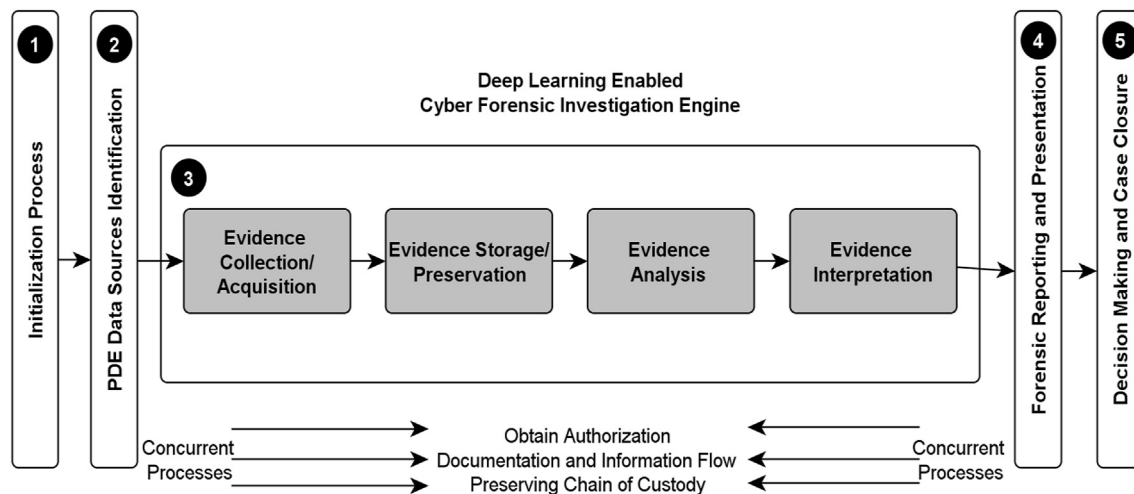 1
Initialization Process
2
PDE Data Sources Identification
Deep Learning Enabled
Cyber Forensic Investigation Engine
3
Evidence
Collection/
Acquisition
Evidence Storage/
Preservation
Evidence
Analysis
Evidence
Interpretation
4
Forensic Reporting and Presentation
5
Decision Making and Case Closure
Concurrent
Processes
Obtain Authorization
Documentation and Information Flow
Preserving Chain of Custody
Concurrent
Processes